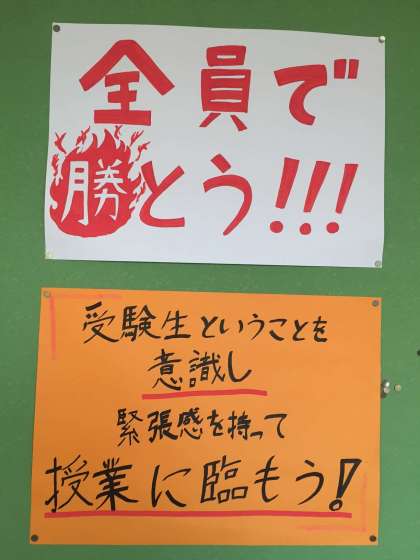 全員で
勝とう!!!
受験生ということを
意識し
緊張感を持って
授業に臨もう!